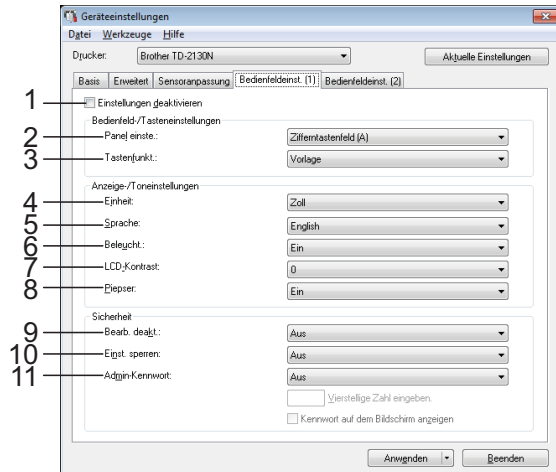 Geräteeinstellungen
Datei Werkzeuge Hilfe
Drucker: Brother TD-2130N Aktuelle Einstellungen
Basis Erweitert Sensoranpassung Bedienfeldeinst. (1) Bedienfeldeinst. (2)
1 Einstellungen deaktivieren
Bedienfeld-/Tasteneinstellungen
2 Panel einste.: Zifferntastenfeld (A)
3 Tastenfunkt.: Vorlage
Anzeige-/Toneinstellungen
4 Einheit: Zoll
5 Sprache: English
6 Beleucht.: Ein
7 LCD-Kontrast: 0
8 Piepser: Ein
Sicherheit
9 Bearb. deakt.: Aus
10 Einst. sperren: Aus
11 Admin-Kennwort: Aus
Vierstellige Zahl eingeben.
Kennwort auf dem Bildschirm anzeigen
Anwenden Beenden